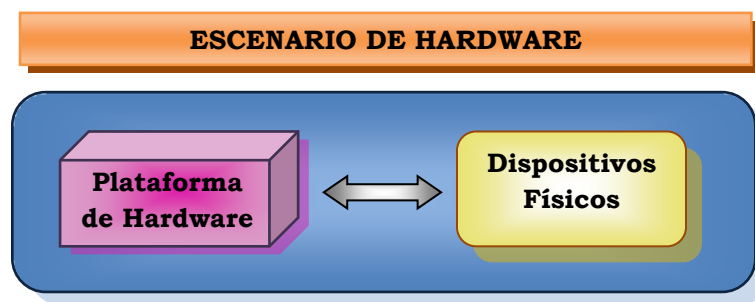 ESCENARIO DE HARDWARE
Plataforma
de Hardware
Dispositivos
Físicos